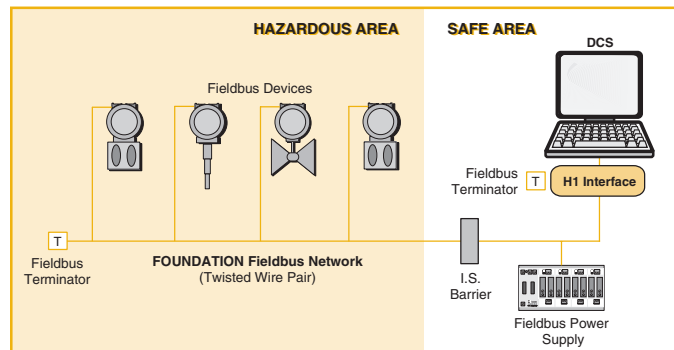 HAZARDOUS AREA
SAFE AREA
DCS
Fieldbus Devices
Fieldbus
Terminator
T
H1 Interface
T
Fieldbus
Terminator
FOUNDATION Fieldbus Network
(Twisted Wire Pair)
I.S.
Barrier
Fieldbus Power
Supply